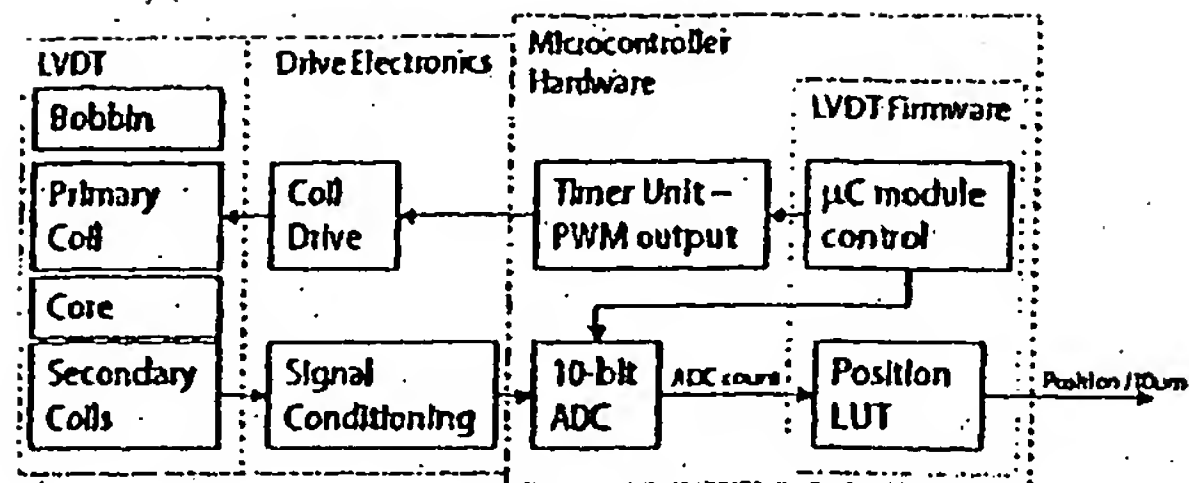 LVDT
Drive Electronics
Microcontroller
Hardware
LVDT Firmware
Bobbin
Primary
Coil
Coil
Drive
Timer Unit –
PWM output
µC module
control
Core
Secondary
Coils
Signal
Conditioning
10-bit
ADC
ADC count
Position
LUT
Position /10um